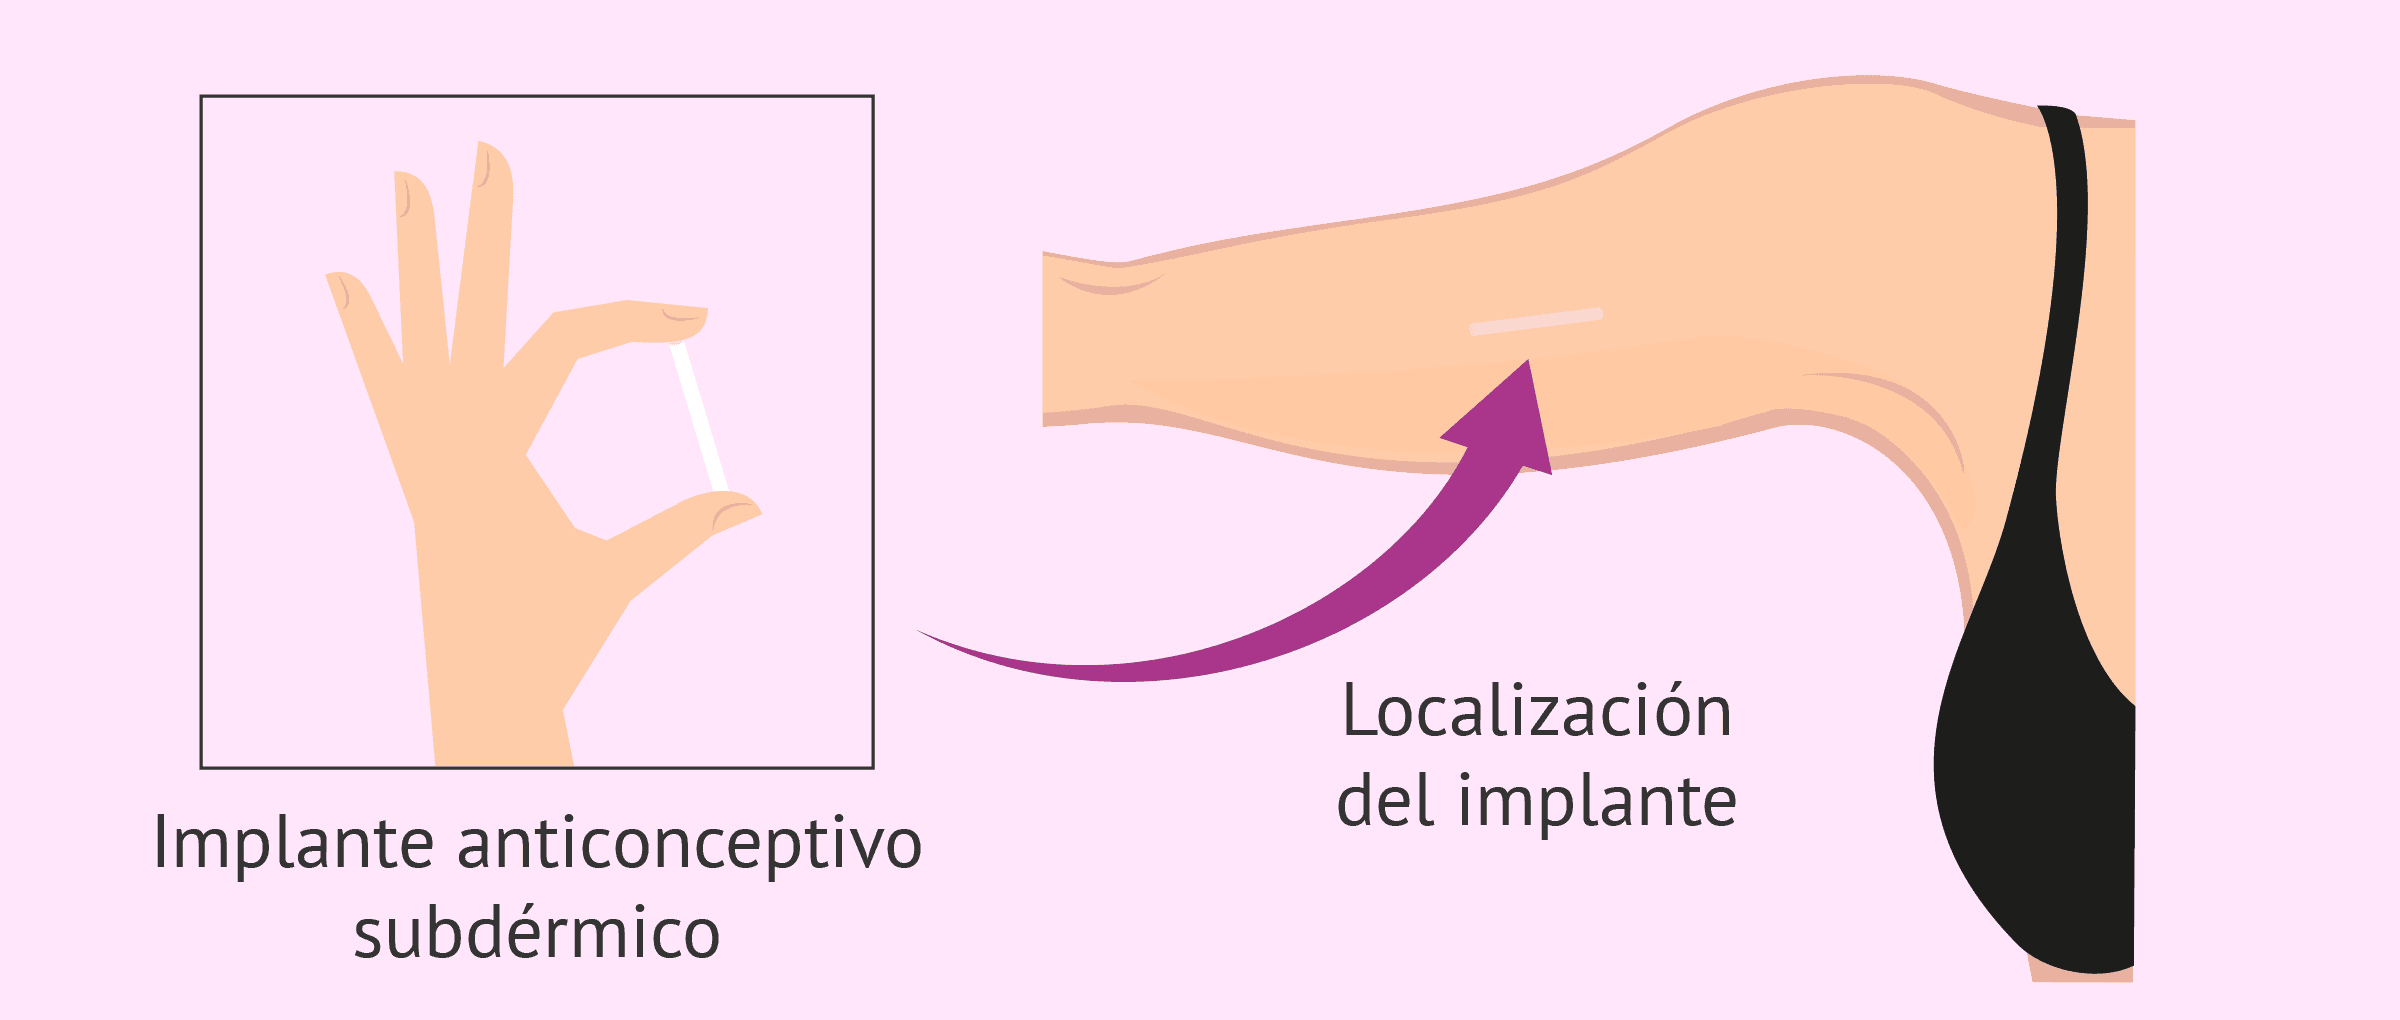 Implante anticonceptivo
subdérmico
Localización
del implante